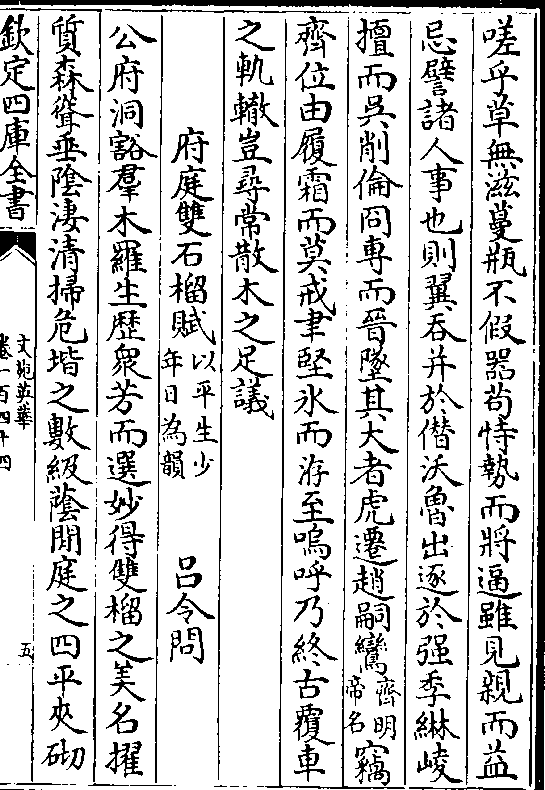 嗟乎草無滋蔓瓶不假器苟恃勢而將逼雖見親而益
忌譬諸人事也則翼吞并於僭沃魯出逐於强季綝峻
擅而吳削倫冏專而晉墜其大者虎遷趙嗣鸞齊明帝名竊
齊位由履霜而莫戒聿堅氷而洊至嗚呼乃終古覆車
之軌轍豈尋常散木之足議
府庭雙石榴賦以平生少年日為韻 呂令問
公府洞豁羣木羅生歴衆芳而選妙得雙榴之美名擢
質森聳垂陰淒清掃危堦之數級蔭閒庭之四平夾砌
欽定四庫全書
文苑英華
卷一百四十四
五